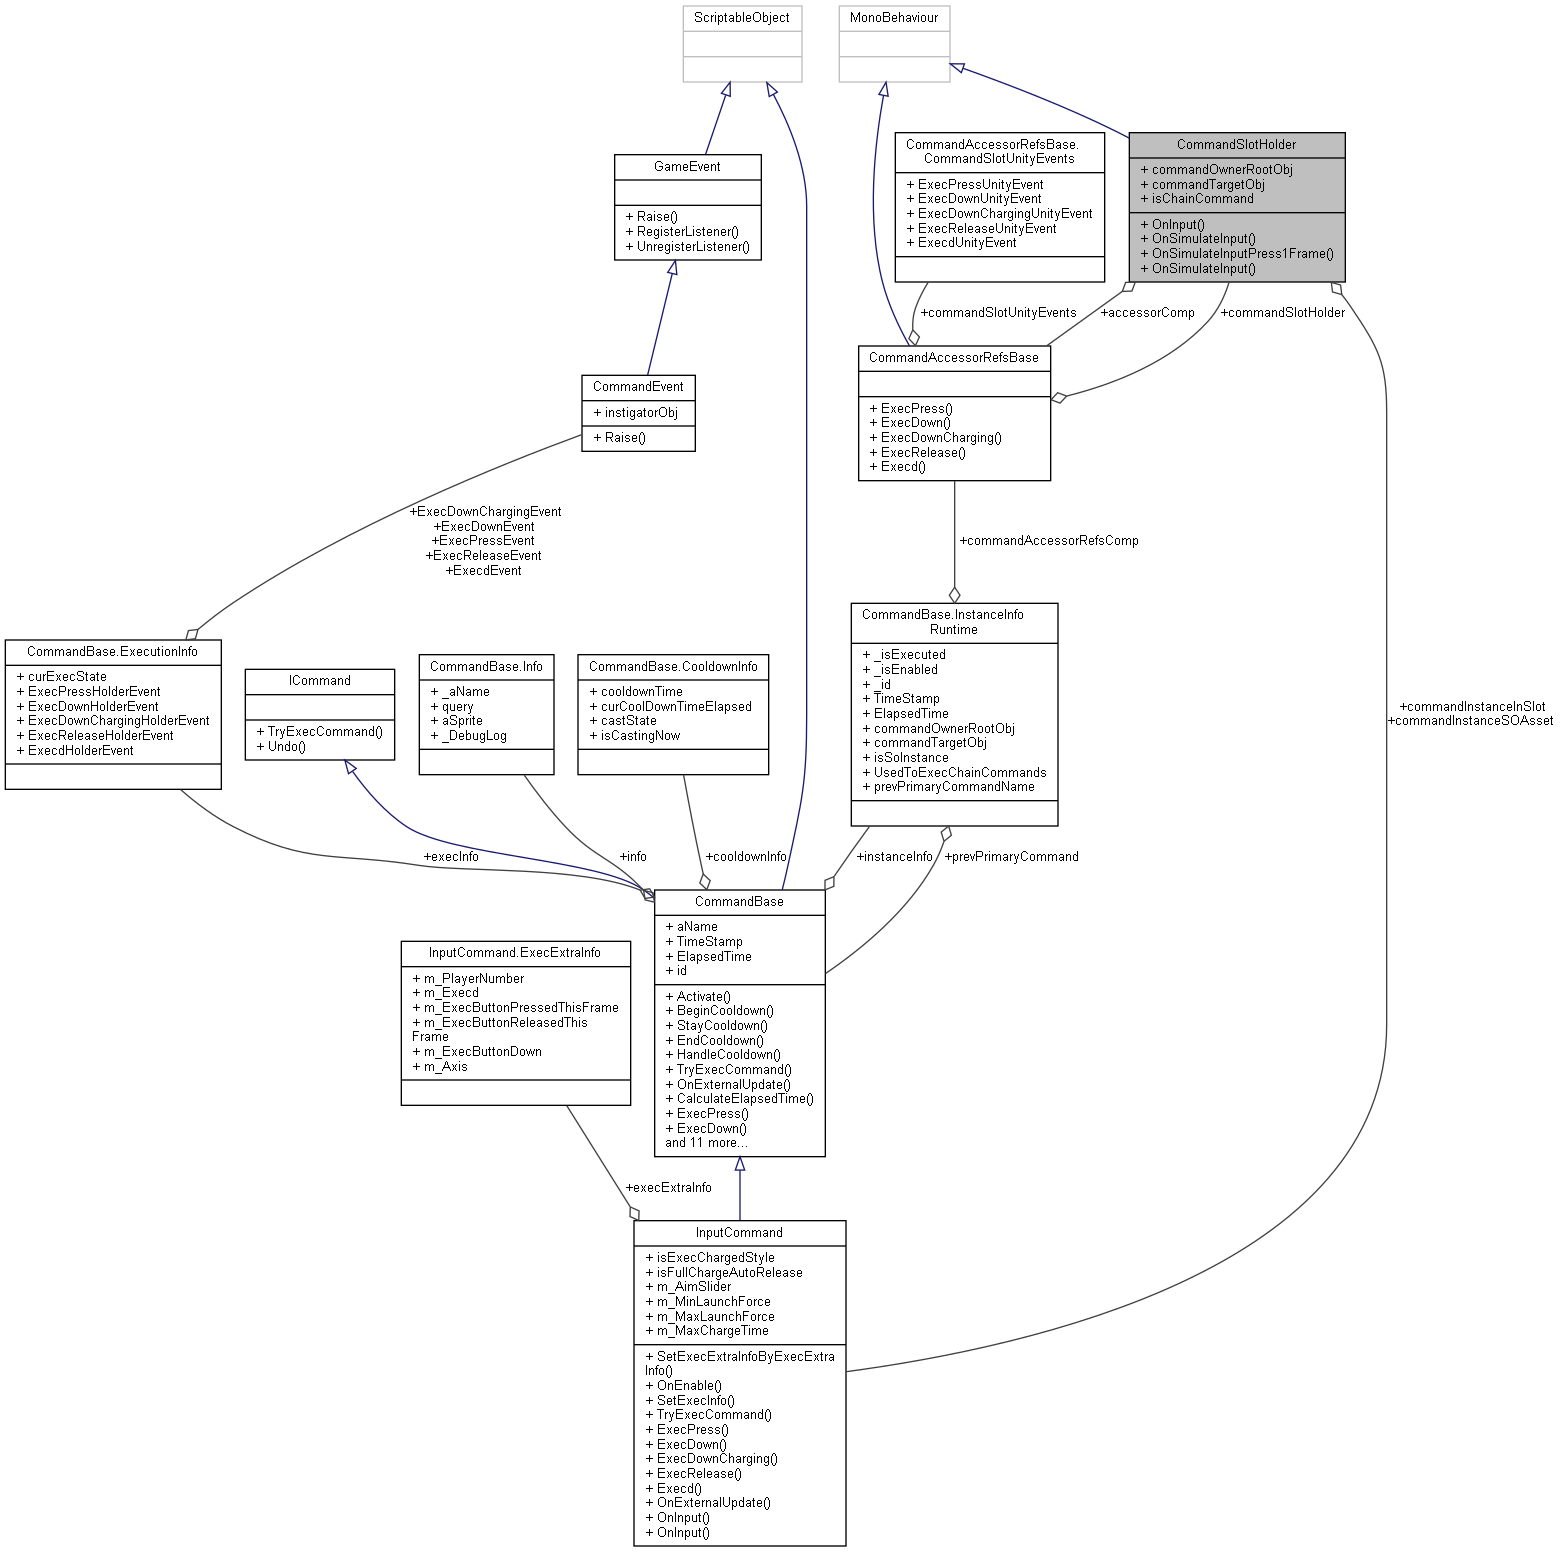 ScriptableObject
MonoBehaviour
CommandAccessorRefsBase.
CommandSlotUnityEvents
+ ExecPressUnityEvent
+ ExecDownUnityEvent
+ ExecDownChargingUnityEvent
+ ExecReleaseUnityEvent
+ ExecdUnityEvent
CommandSlotHolder
+ commandOwnerRootObj
+ commandTargetObj
+ isChainCommand
+ OnInput()
+ OnSimulateInput()
+ OnSimulateInputPress1Frame()
+ OnSimulateInput()
GameEvent
+ Raise()
+ RegisterListener()
+ UnregisterListener()
+commandSlotUnityEvents
+accessorComp
+commandSlotHolder
CommandAccessorRefsBase
+ ExecPress()
+ ExecDown()
+ ExecDownCharging()
+ ExecRelease()
+ Execd()
CommandEvent
+ instigatorObj
+ Raise()
+ExecDownChargingEvent
+ExecDownEvent
+ExecPressEvent
+ExecReleaseEvent
+ExecdEvent
+commandAccessorRefsComp
CommandBase.ExecutionInfo
+ curExecState
+ ExecPressHolderEvent
+ ExecDownHolderEvent
+ ExecDownChargingHolderEvent
+ ExecReleaseHolderEvent
+ ExecdHolderEvent
ICommand
+ TryExecCommand()
+ Undo()
CommandBase.Info
+ _aName
+ query
+ aSprite
+ _DebugLog
CommandBase.CooldownInfo
+ cooldownTime
+ curCoolDownTimeElapsed
+ castState
+ isCastingNow
CommandBase.InstanceInfo
Runtime
+ _isExecuted
+ _isEnabled
+ _id
+ TimeStamp
+ ElapsedTime
+ commandOwnerRootObj
+ commandTargetObj
+ isSoInstance
+ UsedToExecChainCommands
+ prevPrimaryCommandName
+commandInstanceInSlot
+commandInstanceSOAsset
+execInfo
+info
+cooldownInfo
+instanceInfo
+prevPrimaryCommand
CommandBase
+ aName
+ TimeStamp
+ ElapsedTime
+ id
+ Activate()
+ BeginCooldown()
+ StayCooldown()
+ EndCooldown()
+ HandleCooldown()
+ TryExecCommand()
+ OnExternalUpdate()
+ CalculateElapsedTime()
+ ExecPress()
+ ExecDown()
and 11 more...
InputCommand.ExecExtraInfo
+ m_PlayerNumber
+ m_Execd
+ m_ExecButtonPressedThisFrame
+ m_ExecButtonReleasedThis
Frame
+ m_ExecButtonDown
+ m_Axis
+execExtraInfo
InputCommand
+ isExecChargedStyle
+ isFullChargeAutoRelease
+ m_AimSlider
+ m_MinLaunchForce
+ m_MaxLaunchForce
+ m_MaxChargeTime
+ SetExecExtraInfoByExecExtra
Info()
+ OnEnable()
+ SetExecInfo()
+ TryExecCommand()
+ ExecPress()
+ ExecDown()
+ ExecDownCharging()
+ ExecRelease()
+ Execd()
+ OnExternalUpdate()
+ OnInput()
+ OnInput()